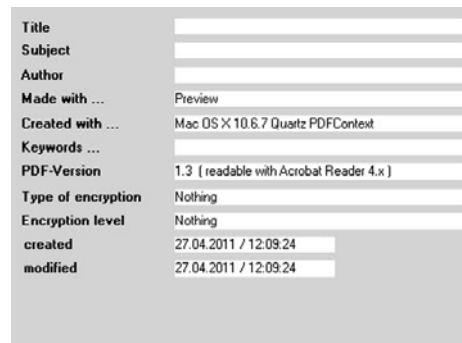 Title
Subject
Author
Made with ... Preview
Created with ... Mac OS X 10.6.7 Quartz PDFContext
Keywords ...
PDF-Version 1.3 ( readable with Acrobat Reader 4.x )
Type of encryption Nothing
Encryption level Nothing
created 27.04.2011 / 12:09:24
modified 27.04.2011 / 12:09:24